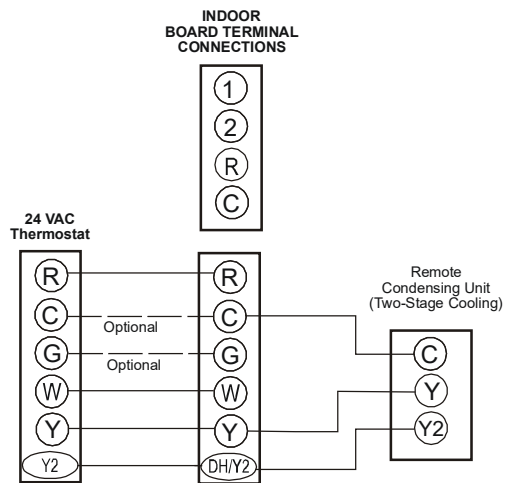 INDOOR
BOARD TERMINAL
CONNECTIONS
1
2
R
C
24 VAC
Thermostat
R
C
G
W
Y
Y2
Optional
Optional
R
C
G
W
Y
DH/Y2
Remote
Condensing Unit
(Two-Stage Cooling)
C
Y
Y2